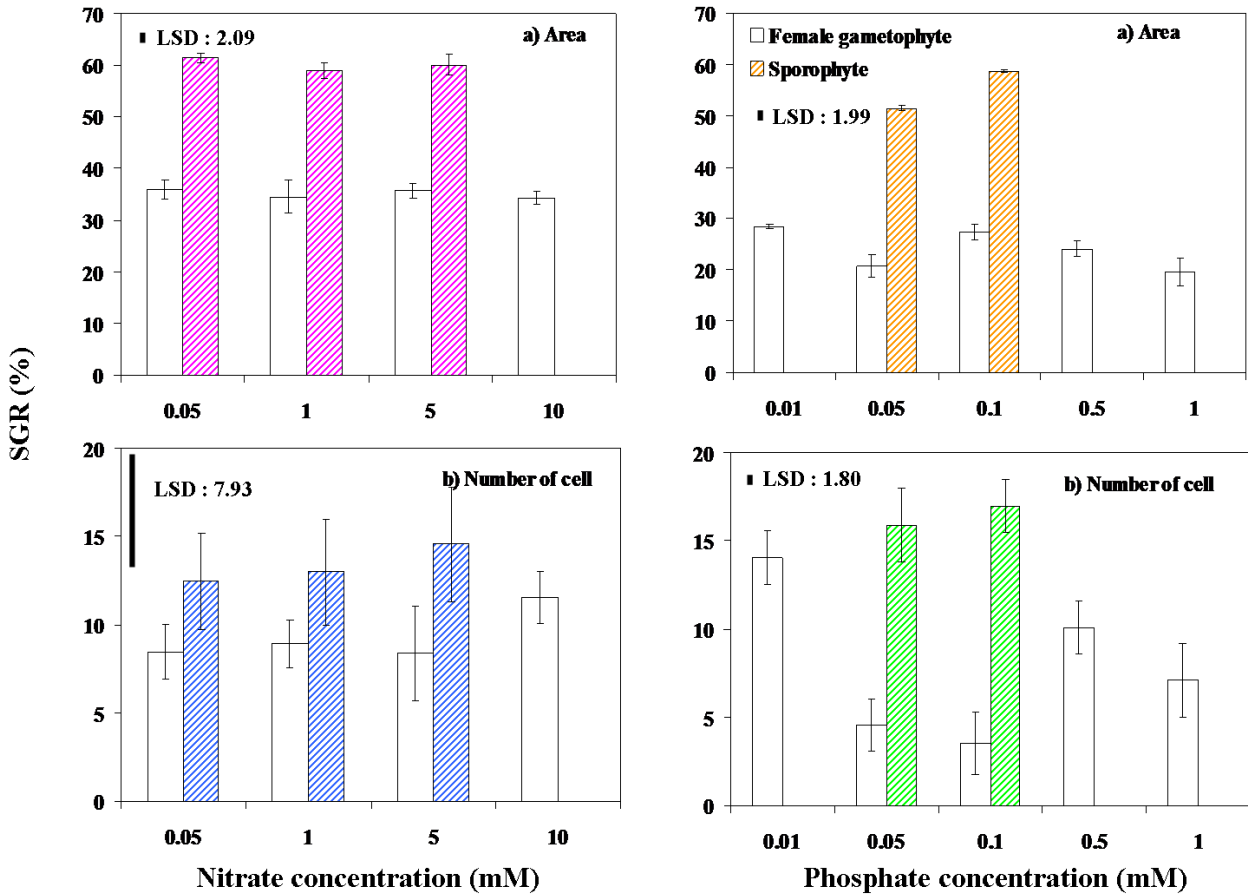 SGR (%)
70
60
50
40
30
20
10
0
LSD : 2.09
a) Area
0.05 1 5 10
70
60
50
40
30
20
10
0
Female gametophyte
Sporophyte
a) Area
LSD : 1.99
0.01 0.05 0.1 0.5 1
20
15
10
5
0
LSD : 7.93
b) Number of cell
0.05 1 5 10
Nitrate concentration (mM)
20
15
10
5
0
LSD : 1.80
b) Number of cell
0.01 0.05 0.1 0.5 1
Phosphate concentration (mM)